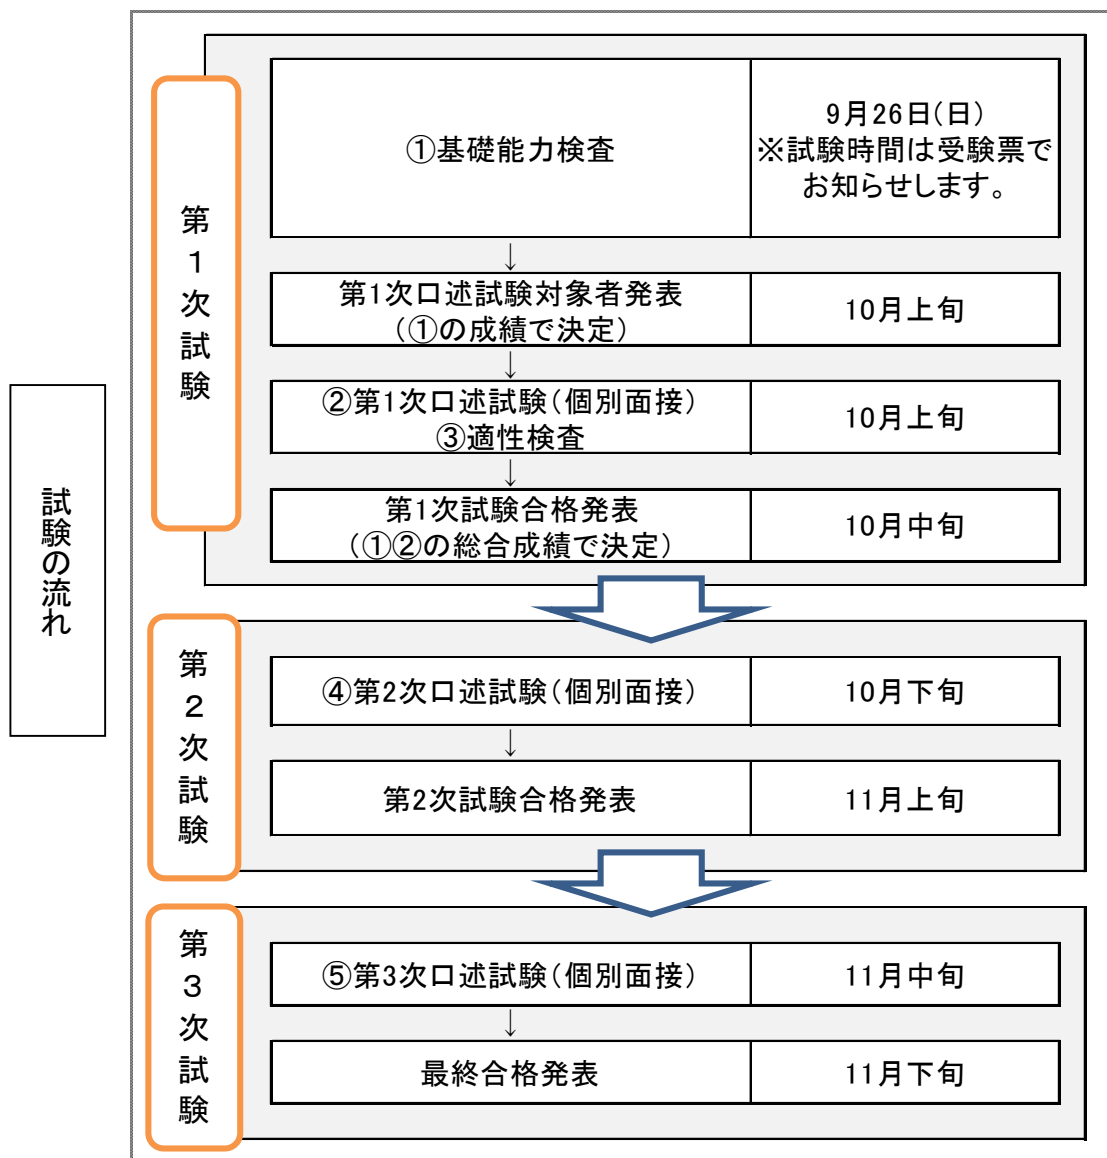 試験の流れ
第1次試験
①基礎能力検査
9月26日(日)
※試験時間は受験票で
お知らせします。
↓
第1次口述試験対象者発表
(①の成績で決定)
10月上旬
↓
②第1次口述試験(個別面接)
③適性検査
10月上旬
↓
第1次試験合格発表
(①②の総合成績で決定)
10月中旬
第2次試験
④第2次口述試験(個別面接)
10月下旬
↓
第2次試験合格発表
11月上旬
第3次試験
⑤第3次口述試験(個別面接)
11月中旬
↓
最終合格発表
11月下旬